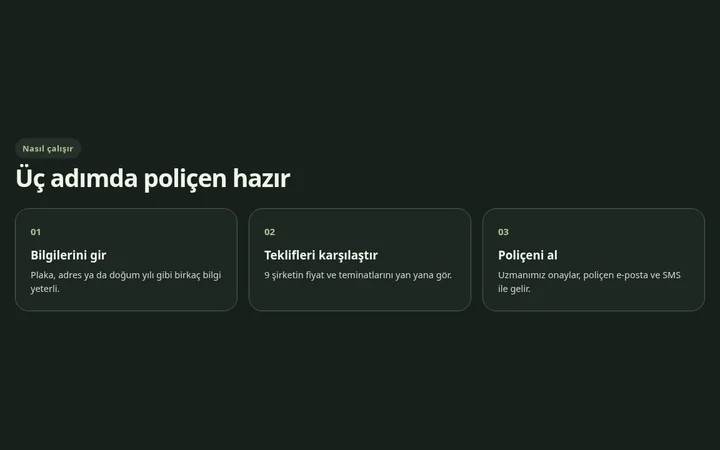 Nasıl çalışır
Üç adımda poliçen hazır
01
Bilgilerini gir
Plaka, adres ya da doğum yılı gibi birkaç bilgi
yeterli.
02
Teklifleri karşılaştır
9 şirketin fiyat ve teminatlarını yan yana gör.
03
Poliçeni al
Uzmanımız onaylar, poliçen e-posta ve SMS
ile gelir.